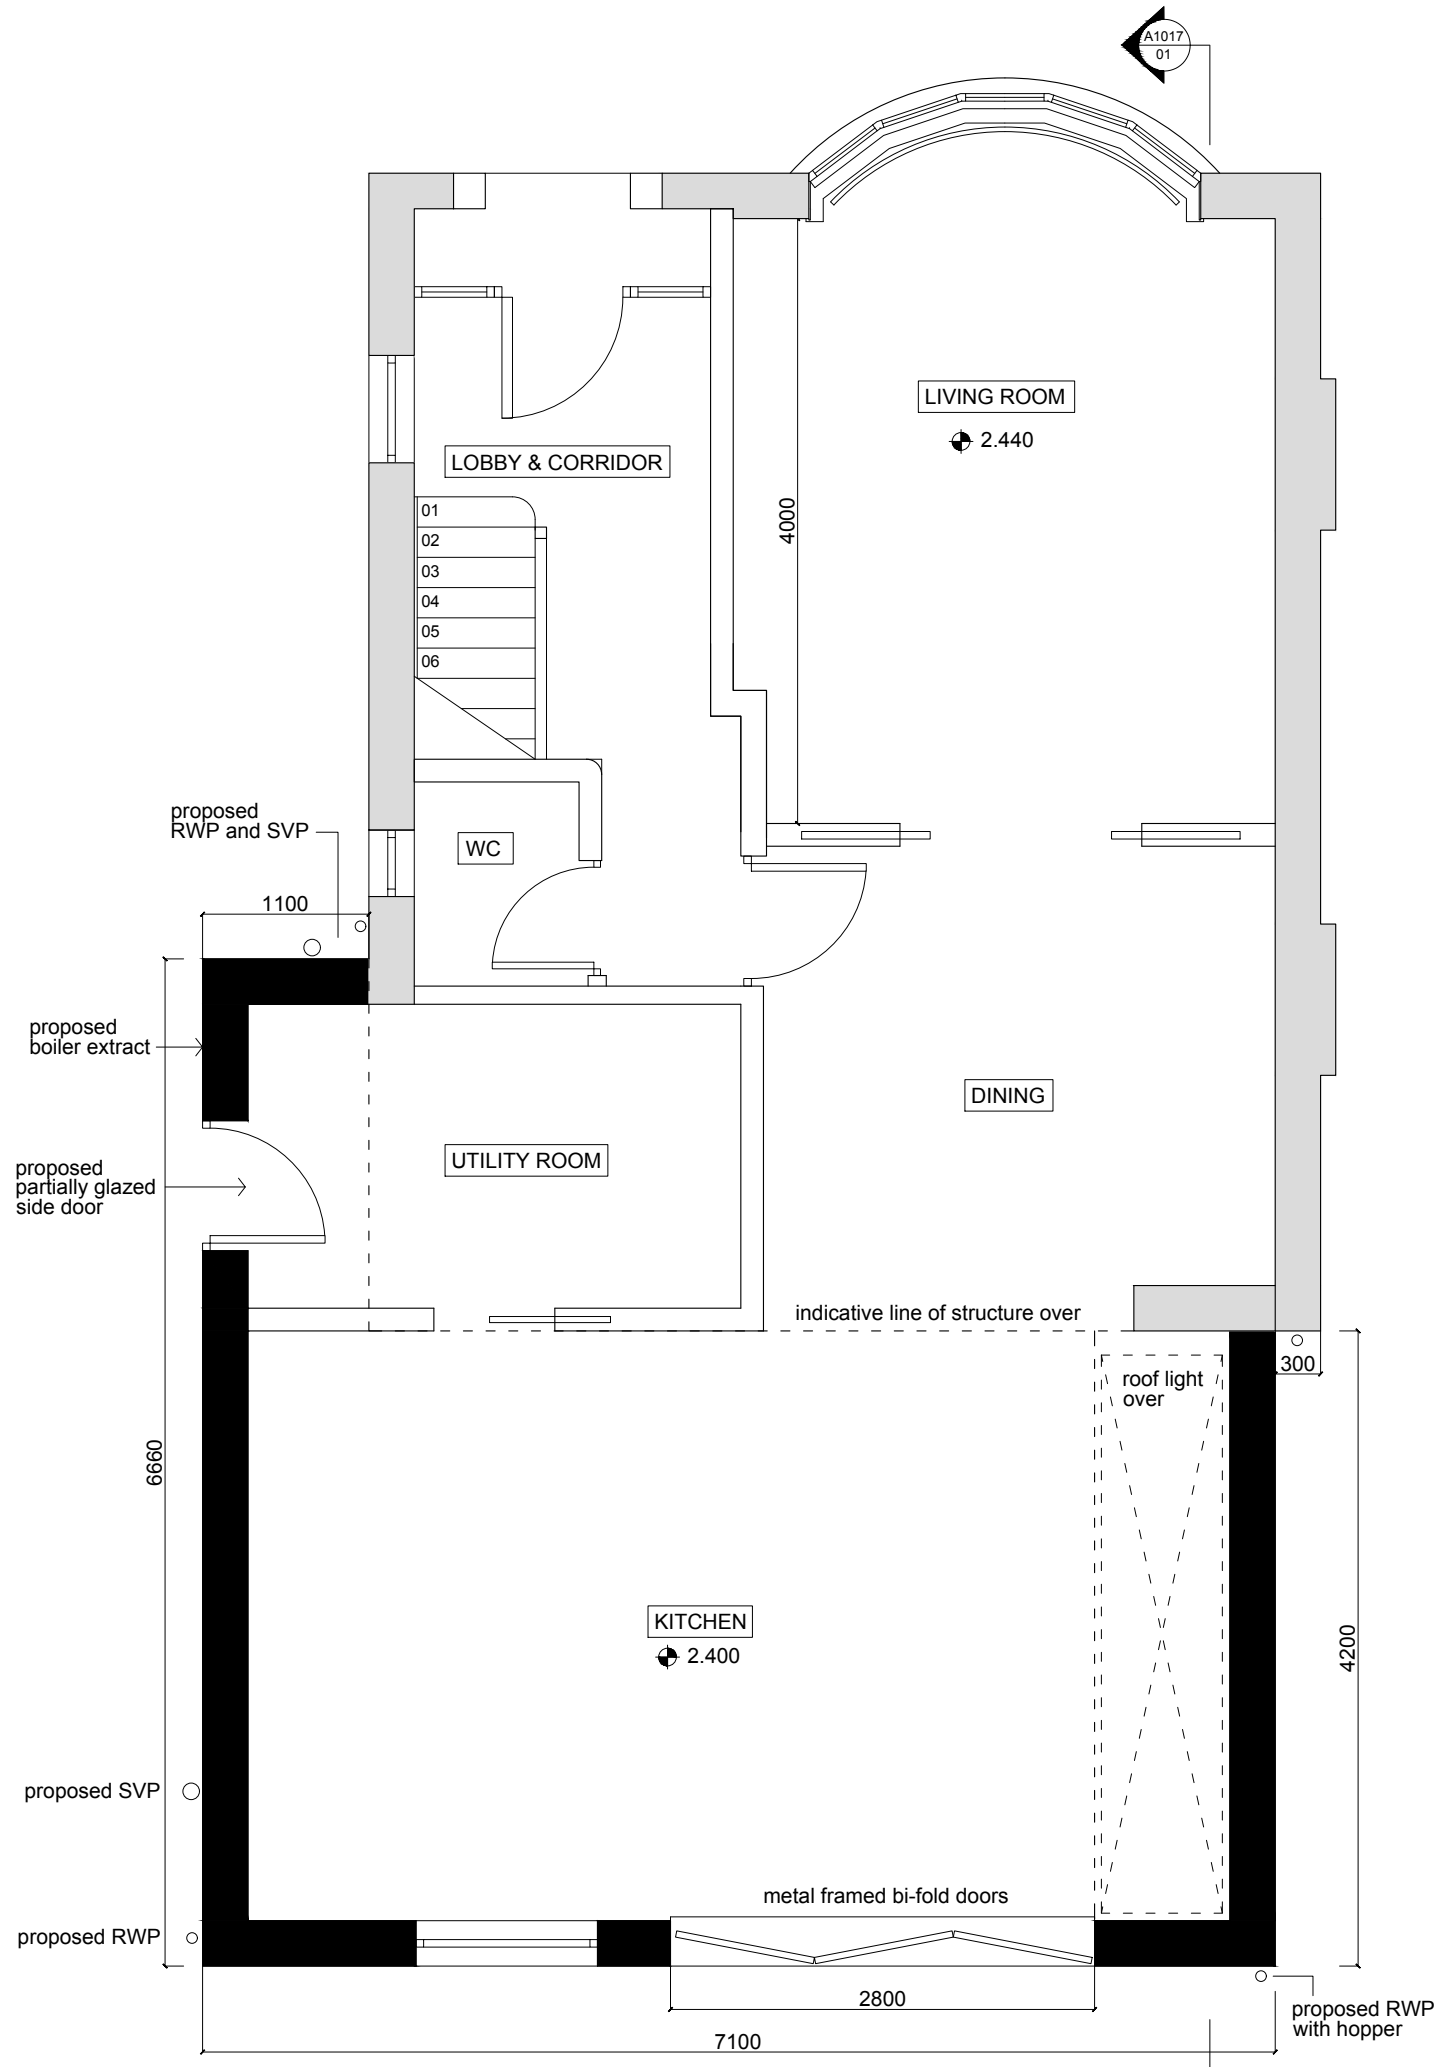 A1017
01
LIVING ROOM
2.440
LOBBY & CORRIDOR
4000
01
02
03
04
05
06
proposed
RWP and SVP
WC
1100
proposed
boiler extract
DINING
UTILITY ROOM
proposed
partially glazed
side door
indicative line of structure over
300
roof light
over
6660
KITCHEN
2.400
4200
proposed SVP
metal framed bi-fold doors
proposed RWP
2800
proposed RWP
with hopper
7100